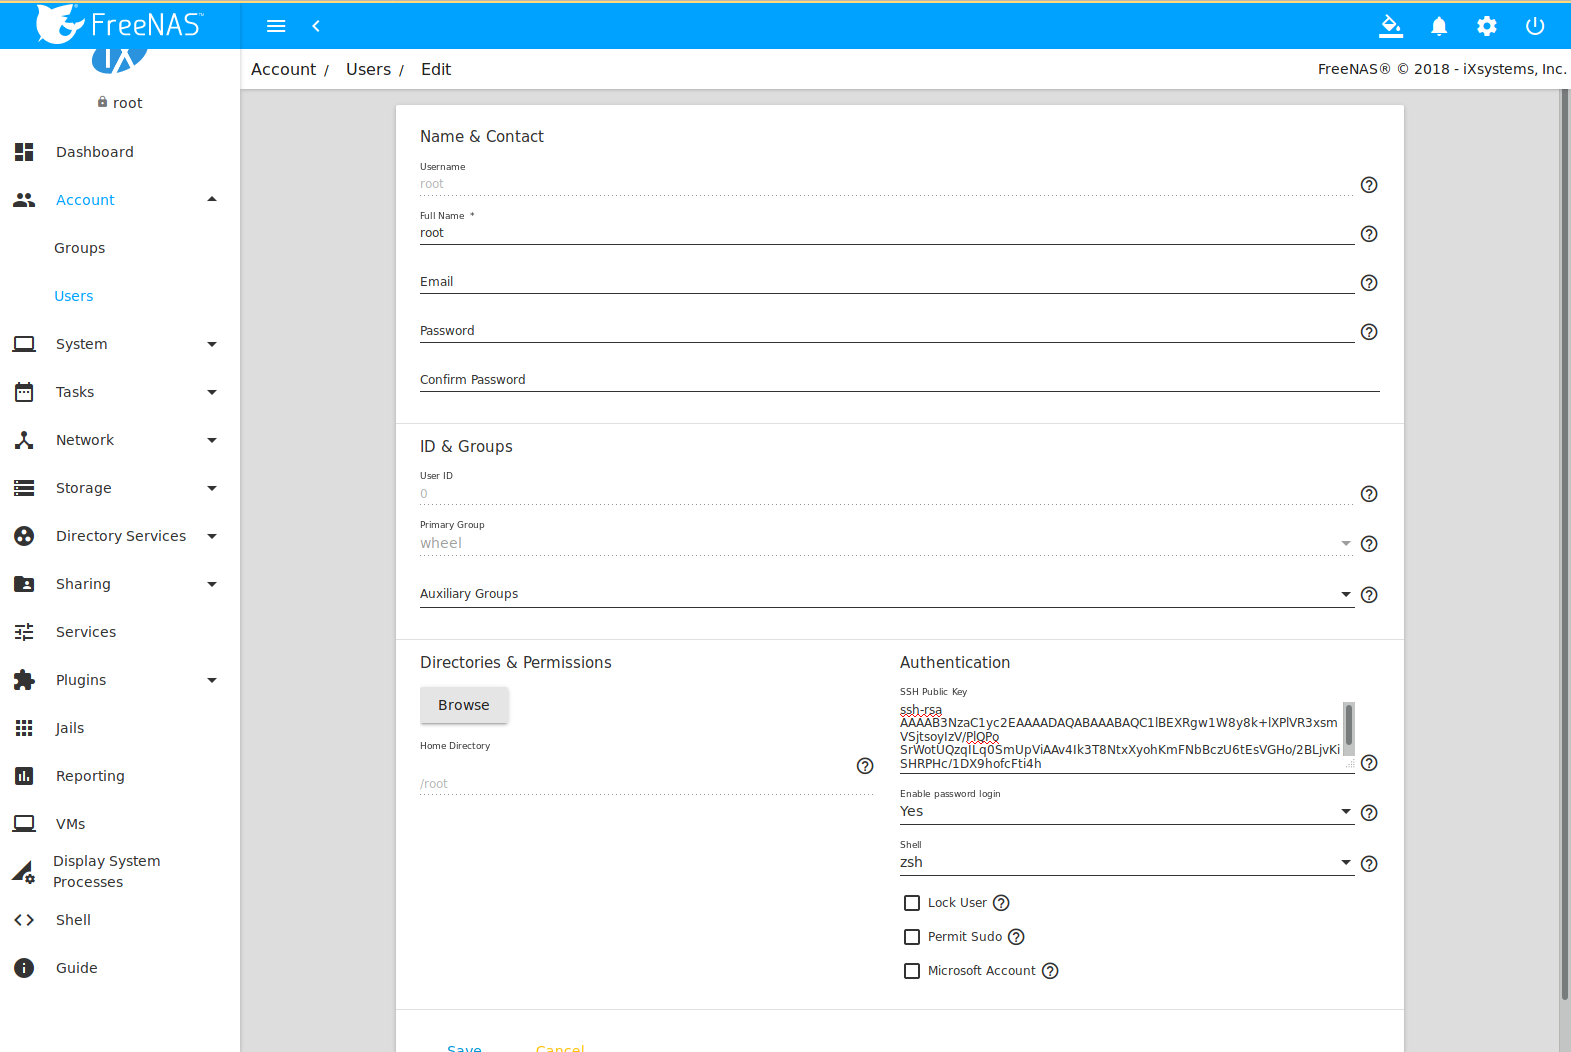 FreeNAS™
Account / Users / Edit
FreeNAS® © 2018 - iXsystems, Inc.
root
Dashboard
Account
Groups
Users
System
Tasks
Network
Storage
Directory Services
Sharing
Services
Plugins
Jails
Reporting
VMs
Display System
Processes
Shell
Guide
Name & Contact
Username
root
Full Name *
root
Email
Password
Confirm Password
ID & Groups
User ID
0
Primary Group
wheel
Auxiliary Groups
Directories & Permissions
Browse
Home Directory
/root
Authentication
SSH Public Key
ssh-rsa
AAAAB3NzaC1yc2EAAAADAQABAAABAQC1lBEXRgw1W8y8k+lXPlVR3xsm
VSjtsoyIzV/PlQPo
SrWotUQzqILq0SmUpViAAv4Ik3T8NtxXyohKmFNbBczU6tEsVGHo/2BLjvKi
SHRPHc/1DX9hofcFti4h
Enable password login
Yes
Shell
zsh
Lock User
Permit Sudo
Microsoft Account
Save Cancel